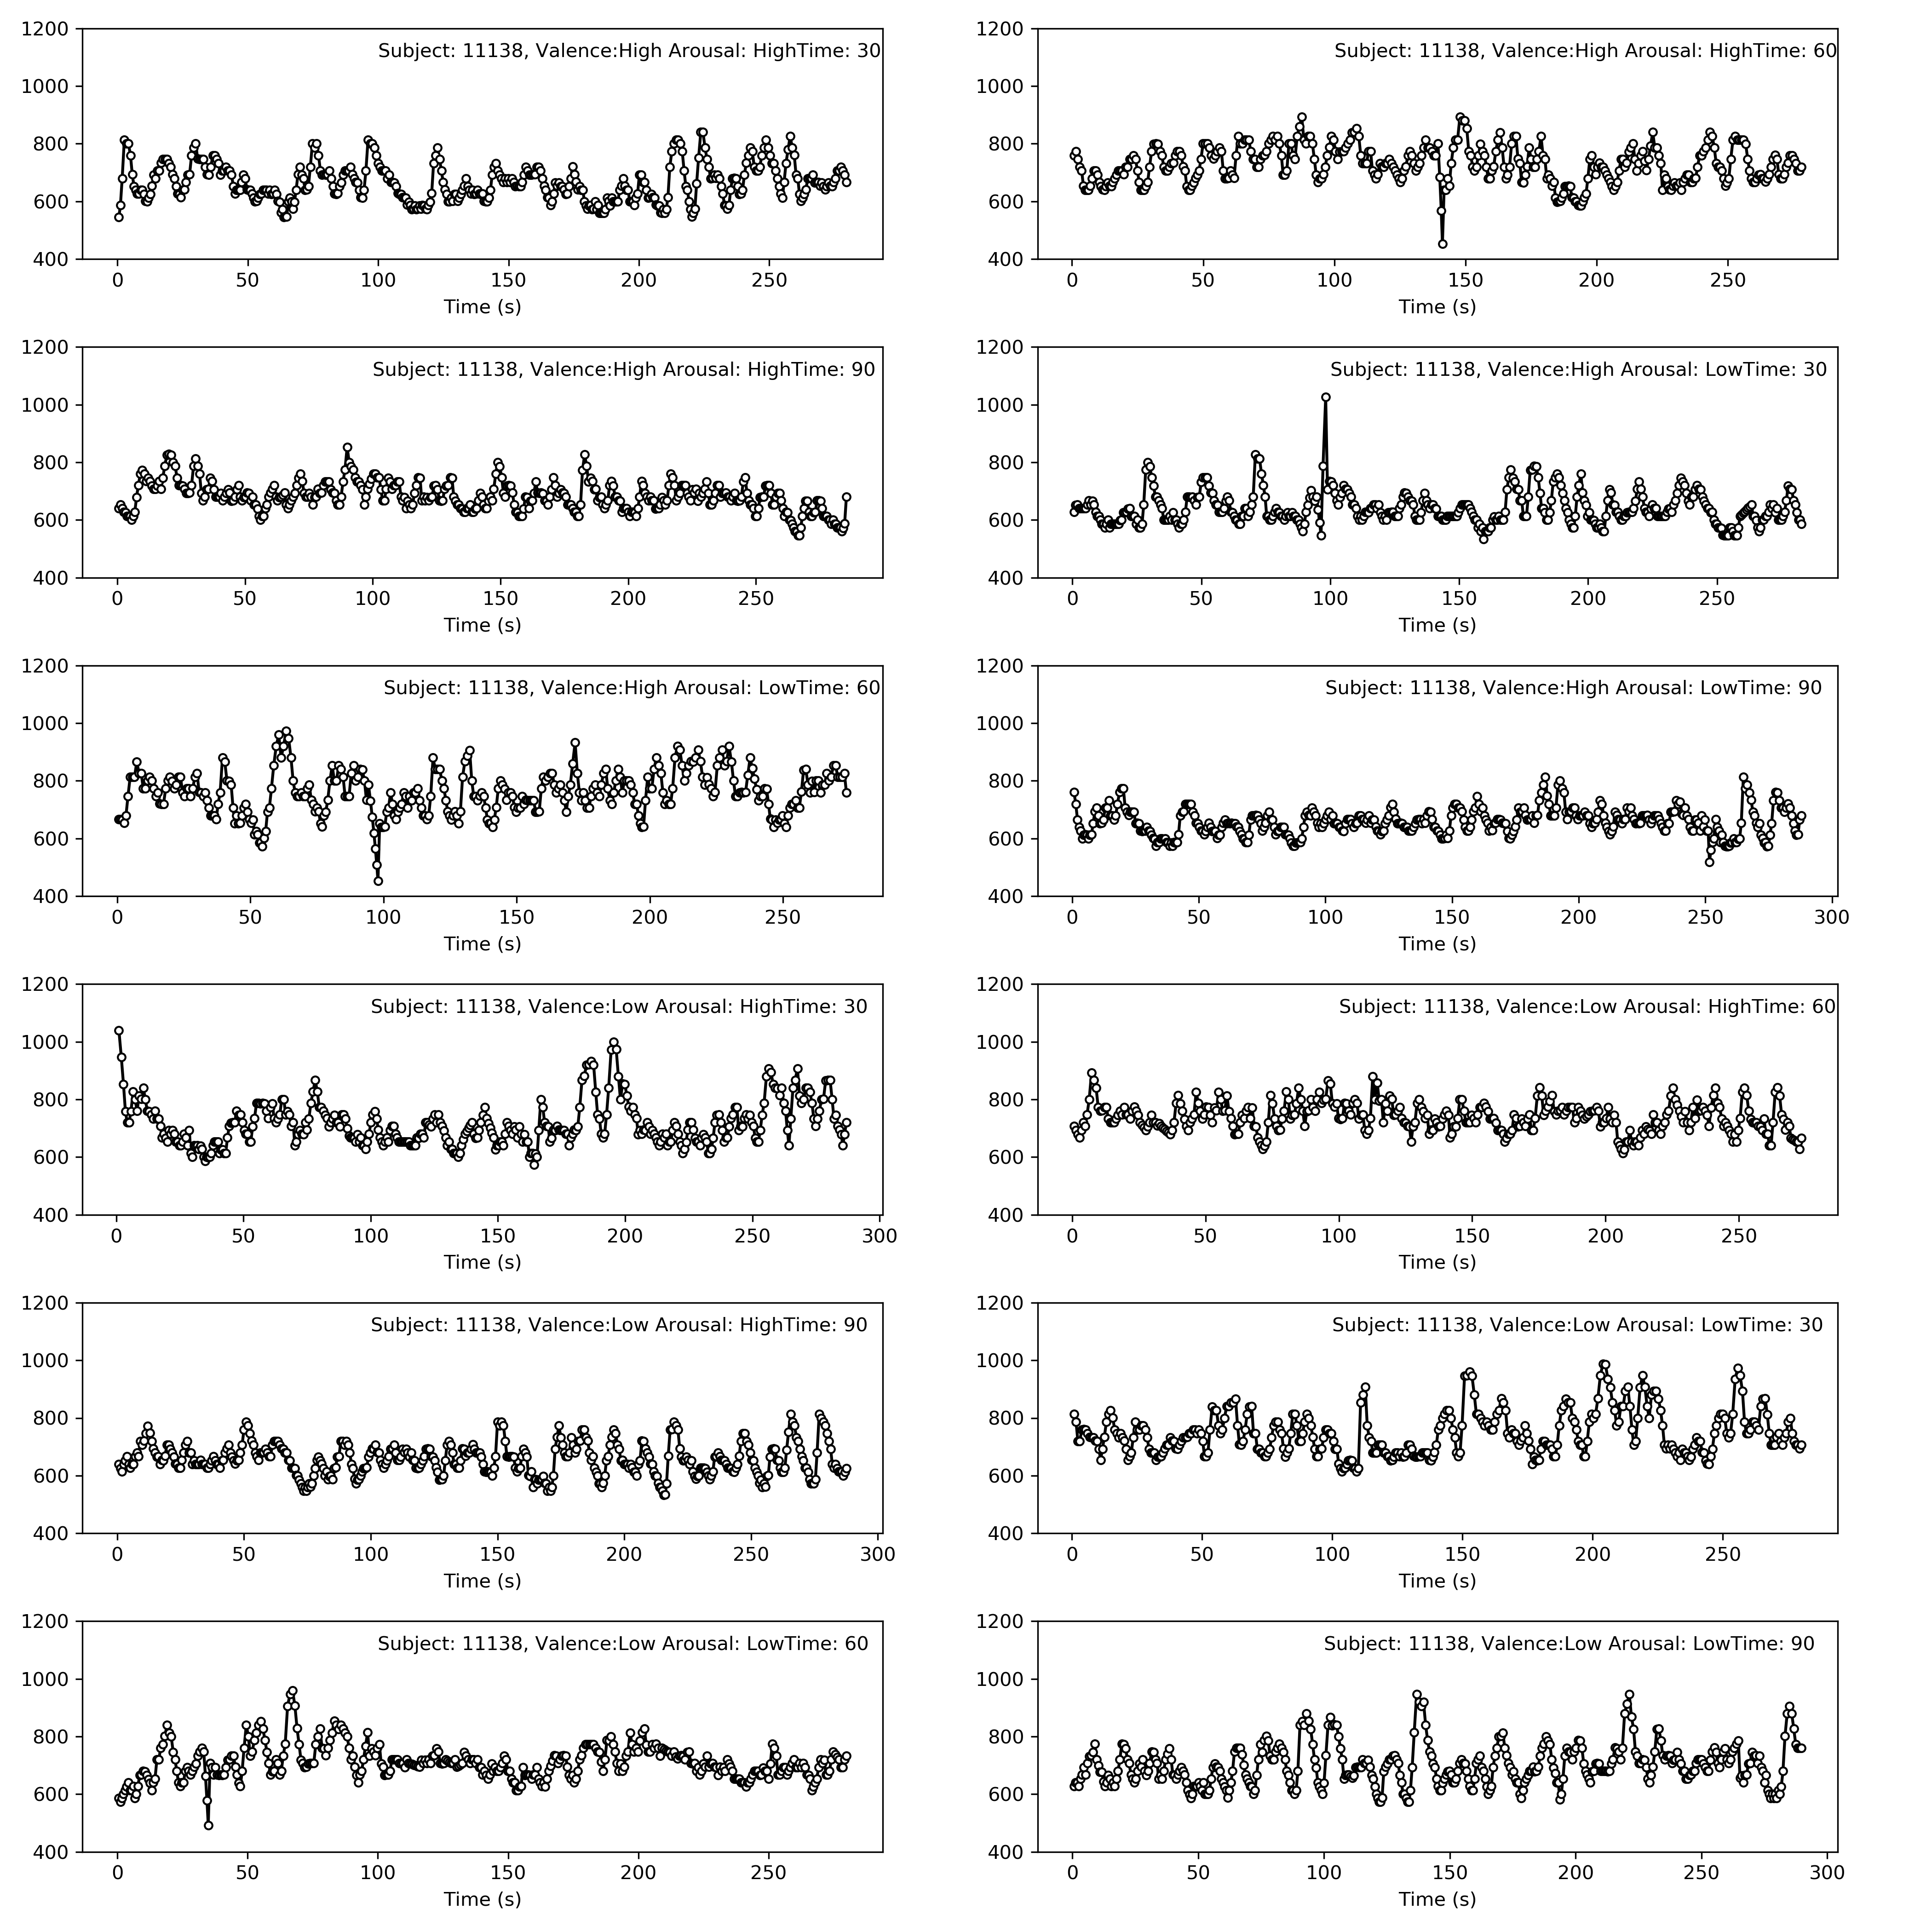 1200
Subject: 11138, Valence:High Arousal: HighTime: 30
1000
800
600
400
0 50 100 150 200 250
Time (s)
1200
Subject: 11138, Valence:High Arousal: HighTime: 60
1000
800
600
400
0 50 100 150 200 250
Time (s)
1200
Subject: 11138, Valence:High Arousal: HighTime: 90
1000
800
600
400
0 50 100 150 200 250
Time (s)
1200
Subject: 11138, Valence:High Arousal: LowTime: 30
1000
800
600
400
0 50 100 150 200 250
Time (s)
1200
Subject: 11138, Valence:High Arousal: LowTime: 60
1000
800
600
400
0 50 100 150 200 250
Time (s)
1200
Subject: 11138, Valence:High Arousal: LowTime: 90
1000
800
600
400
0 50 100 150 200 250 300
Time (s)
1200
Subject: 11138, Valence:Low Arousal: HighTime: 30
1000
800
600
400
0 50 100 150 200 250 300
Time (s)
1200
Subject: 11138, Valence:Low Arousal: HighTime: 60
1000
800
600
400
0 50 100 150 200 250
Time (s)
1200
Subject: 11138, Valence:Low Arousal: HighTime: 90
1000
800
600
400
0 50 100 150 200 250 300
Time (s)
1200
Subject: 11138, Valence:Low Arousal: LowTime: 30
1000
800
600
400
0 50 100 150 200 250
Time (s)
1200
Subject: 11138, Valence:Low Arousal: LowTime: 60
1000
800
600
400
0 50 100 150 200 250
Time (s)
1200
Subject: 11138, Valence:Low Arousal: LowTime: 90
1000
800
600
400
0 50 100 150 200 250 300
Time (s)